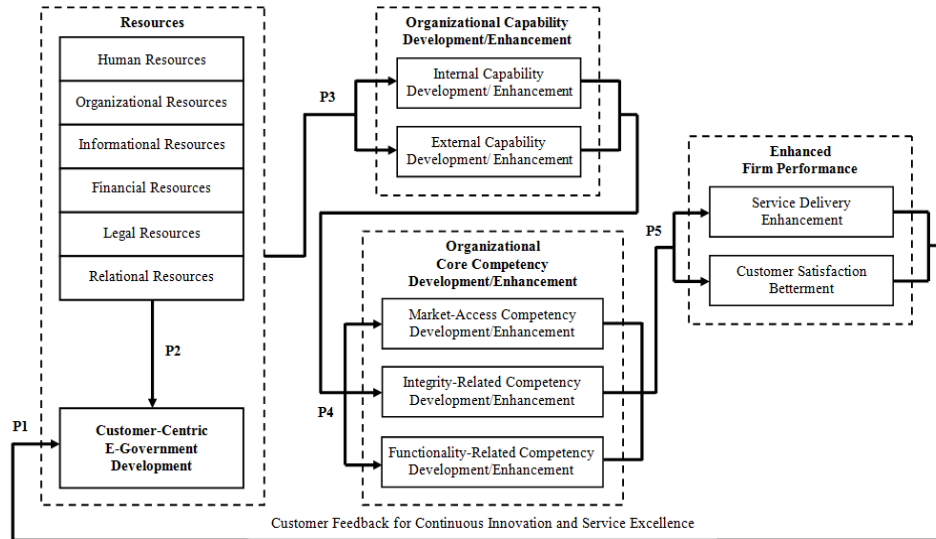 Resources
Human Resources
Organizational Resources
Informational Resources
Financial Resources
Legal Resources
Relational Resources
P2
Customer-Centric
E-Government
Development
P1
P3
Organizational Capability
Development/Enhancement
Internal Capability
Development/ Enhancement
External Capability
Development/ Enhancement
Organizational
Core Competency
Development/Enhancement
Market-Access Competency
Development/Enhancement
Integrity-Related Competency
Development/Enhancement
P4
Functionality-Related Competency
Development/Enhancement
P5
Enhanced
Firm Performance
Service Delivery
Enhancement
Customer Satisfaction
Betterment
Customer Feedback for Continuous Innovation and Service Excellence